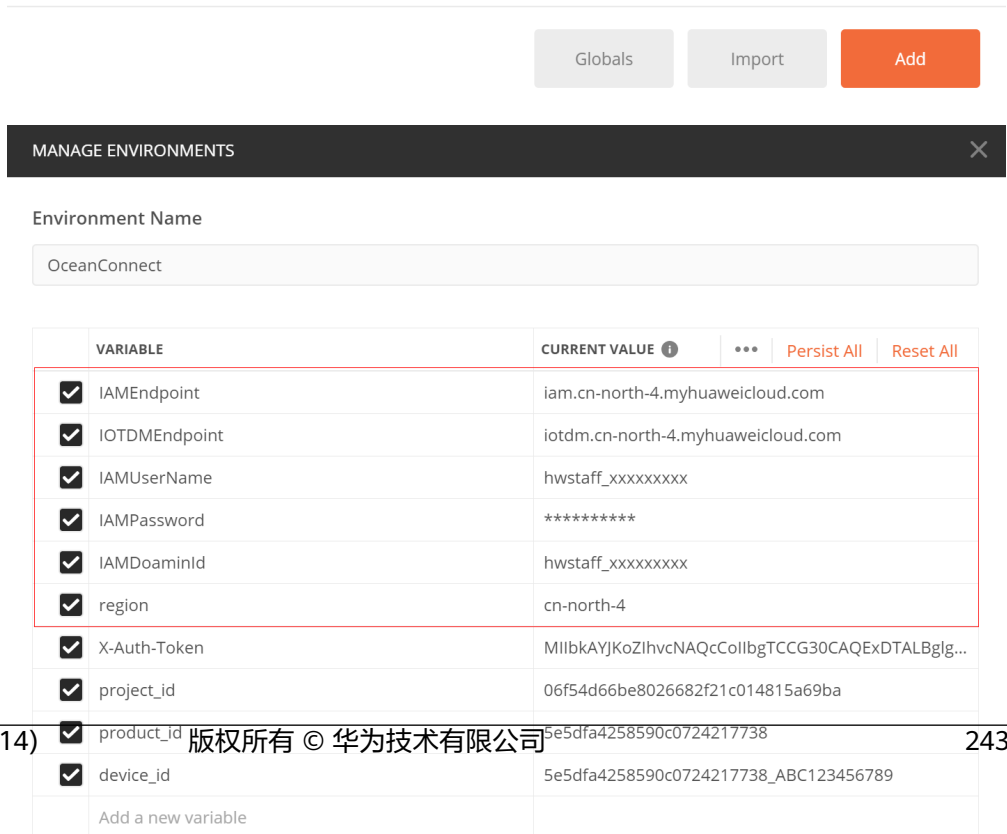 Globals Import Add
MANAGE ENVIRONMENTS
Environment Name
OceanConnect
VARIABLE CURRENT VALUE Persist All Reset All
IAMEndpoint iam.cn-north-4.myhuaweicloud.com
IOTDMEndpoint iotdm.cn-north-4.myhuaweicloud.com
IAMUserName hwstaff_xxxxxxxxx
IAMPassword **********
IAMDoaminId hwstaff_xxxxxxxxx
region cn-north-4
X-Auth-Token MIIbkAYJKoZIhvcNAQcCoIIbgTCCG30CAQExDTALBglg...
project_id 06f54d66be8026682f21c014815a69ba
product_id 5e5dfa4258590c0724217738
14) 版权所有 © 华为技术有限公司 243
device_id 5e5dfa4258590c0724217738_ABC123456789
Add a new variable